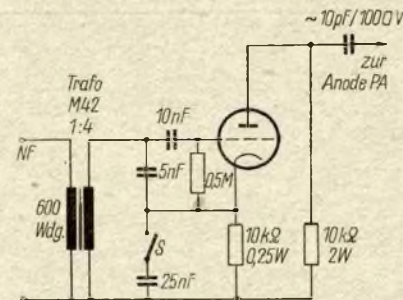 ~10pF/1000V
zur
Anode PA
Trafo
M42
1:4
10nF
NF
5nF
0,5M
600
Wdg.
S
25nF
10kΩ
0,25W
10kΩ
2W